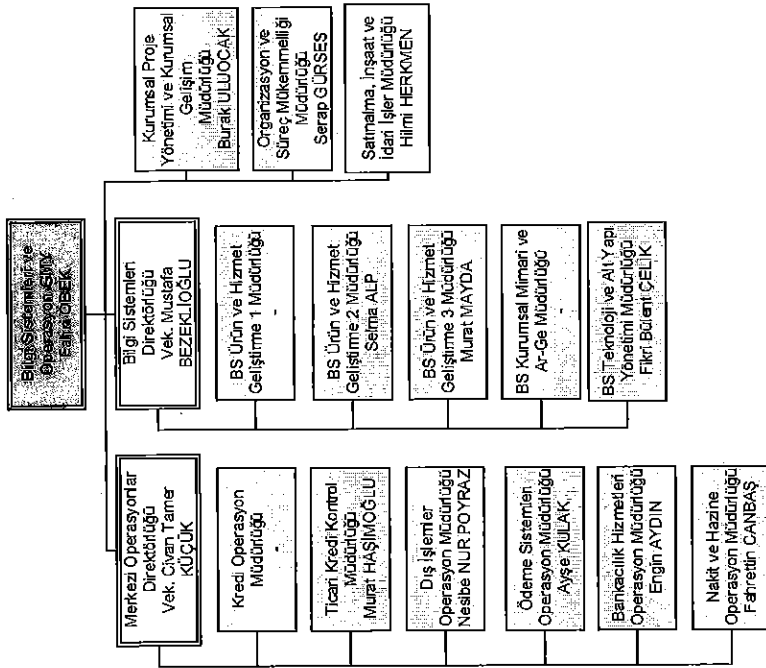 Bilgi Sistemleri ve
Operasyon GMY
Fahri ÖBEK
Merkezi Operasyonlar
Direktörlüğü
Vek. Civan Tamer
KÜÇÜK
Kredi Operasyon
Müdürlüğü
-
Ticari Kredi Kontrol
Müdürlüğü
Murat HAŞIMOĞLU
Dış İşlemler
Operasyon Müdürlüğü
Nesibe NUR POYRAZ
Ödeme Sistemleri
Operasyon Müdürlüğü
Ayşe KULAK
Bankacılık Hizmetleri
Operasyon Müdürlüğü
Engin AYDIN
Nakit ve Hazine
Operasyon Müdürlüğü
Fahrettin CANBAŞ
Bilgi Sistemleri
Direktörlüğü
Vek. Mustafa
BEZEKLİOĞLU
BS Ürün ve Hizmet
Geliştirme 1 Müdürlüğü
-
BS Ürün ve Hizmet
Geliştirme 2 Müdürlüğü
Selma ALP
BS Ürün ve Hizmet
Geliştirme 3 Müdürlüğü
Murat MAYDA
BS Kurumsal Mimari ve
Ar-Ge Müdürlüğü
-
BS Teknoloji ve Alt Yapı
Yönetimi Müdürlüğü
Fikri Bülent ÇELİK
Kurumsal Proje
Yönetimi ve Kurumsal
Gelişim
Müdürlüğü
Burak ULUOCAK
Organizasyon ve
Süreç Mükemmelliği
Müdürlüğü
Serap GÜRSES
Satınalma, İnşaat ve
İdari İşler Müdürlüğü
Hilmi HERKMEN